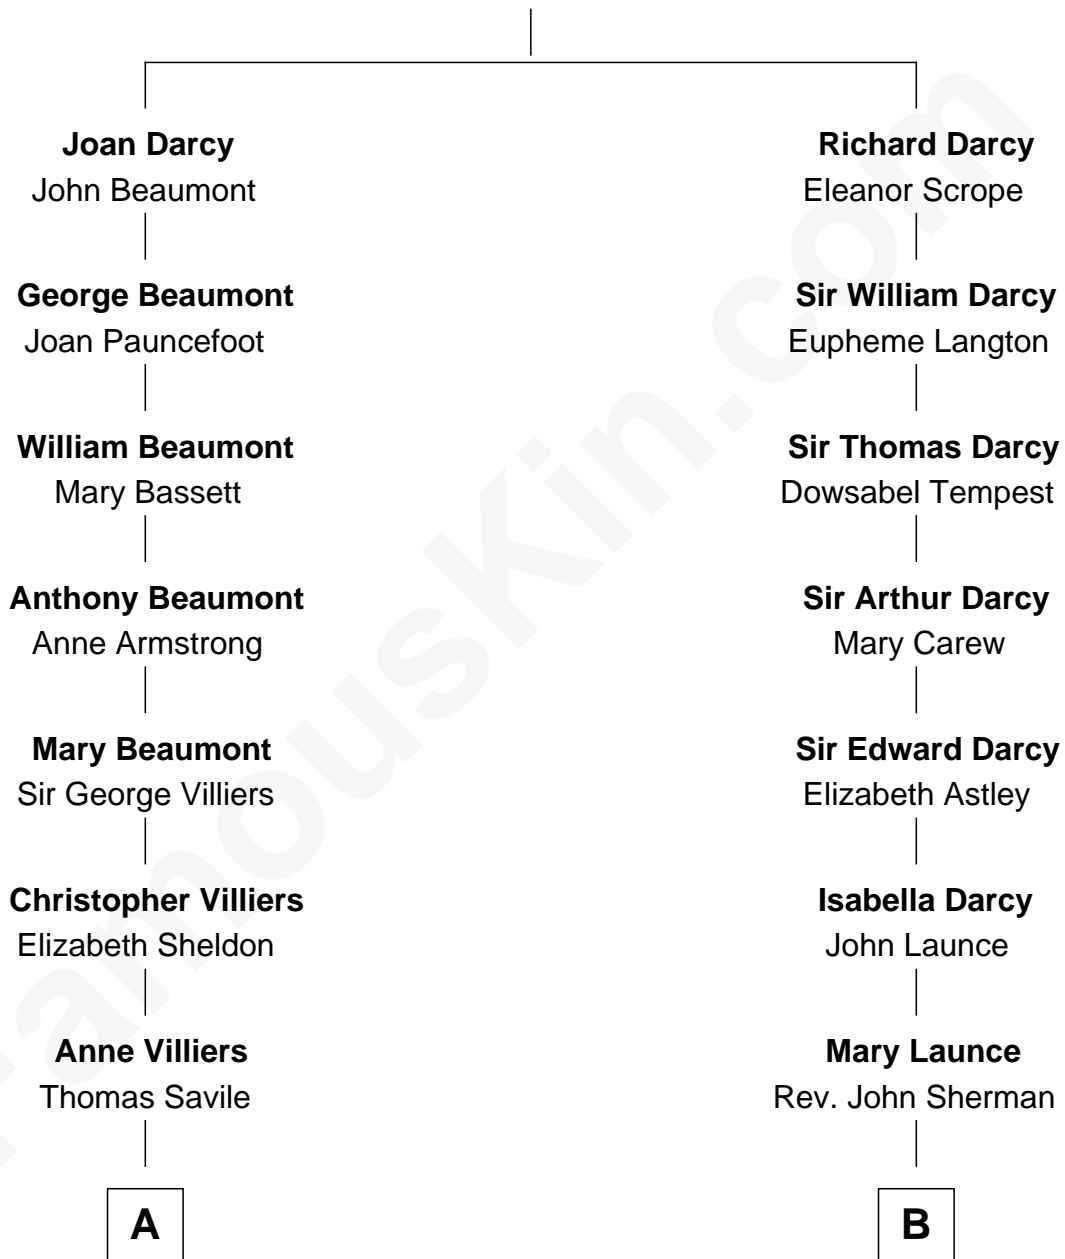 Joan Darcy
John Beaumont
George Beaumont
Joan Pauncefoot
William Beaumont
Mary Bassett
Anthony Beaumont
Anne Armstrong
Mary Beaumont
Sir George Villiers
Christopher Villiers
Elizabeth Sheldon
Anne Villiers
Thomas Savile
A
Richard Darcy
Eleanor Scrope
Sir William Darcy
Eupheme Langton
Sir Thomas Darcy
Dowsabel Tempest
Sir Arthur Darcy
Mary Carew
Sir Edward Darcy
Elizabeth Astley
Isabella Darcy
John Launce
Mary Launce
Rev. John Sherman
B
FamousKin.com